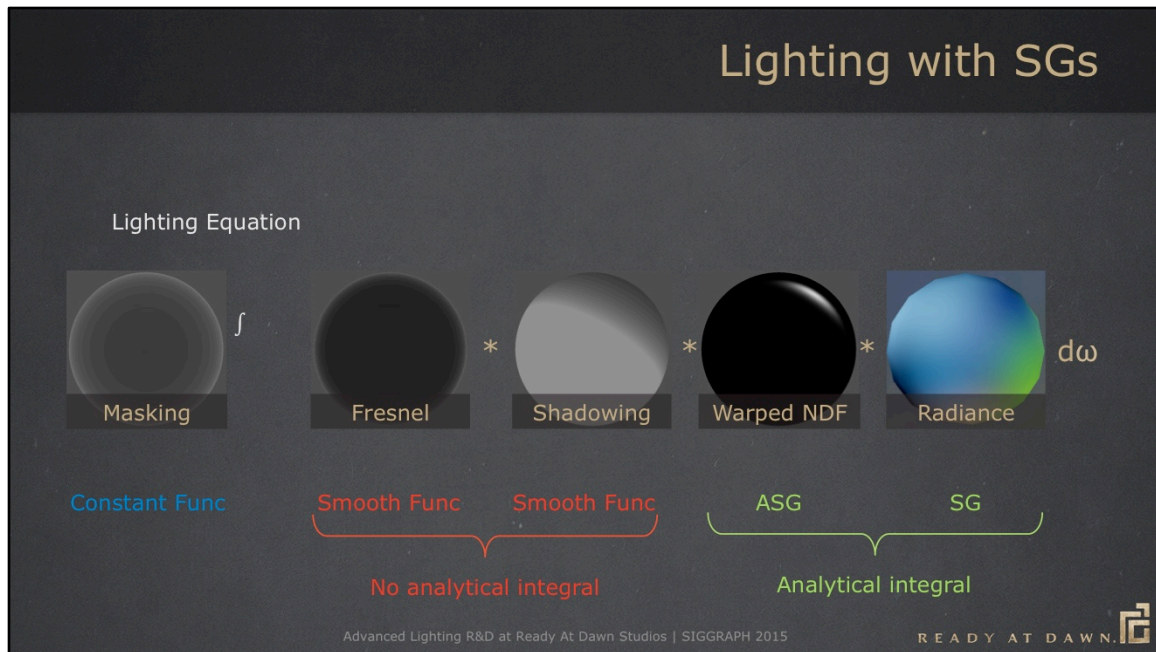 Lighting with SGs
Lighting Equation
∫ * * * dω
Masking Fresnel Shadowing Warped NDF Radiance
Constant Func Smooth Func Smooth Func ASG SG
No analytical integral Analytical integral
Advanced Lighting R&D at Ready At Dawn Studios | SIGGRAPH 2015
READY AT DAWN.